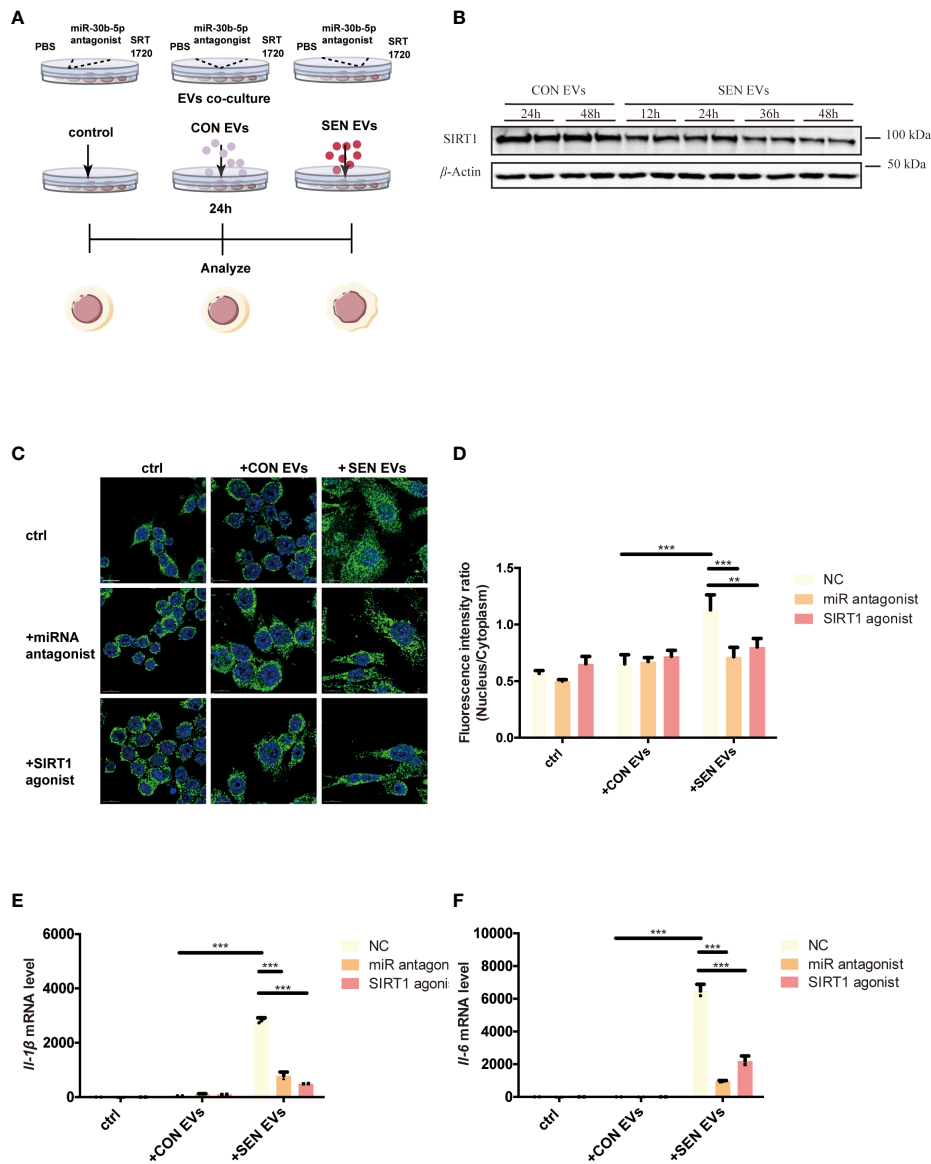 A
miR-30b-5p
antagonist
PBS
SRT
1720
miR-30b-5p
antagongist
PBS
SRT
1720
miR-30b-5p
antagonist
PBS
SRT
1720
EVs co-culture
control
CON EVs
SEN EVs
24h
Analyze
B
CON EVs
SEN EVs
24h 48h 12h 24h 36h 48h
SIRT1
100 kDa
50 kDa
β-Actin
C
ctrl
+CON EVs
+ SEN EVs
ctrl
+miRNA
antagonist
+SIRT1
agonist
D
Fluorescence intensity ratio
(Nucleus/Cytoplasm)
1.5
1.0
0.5
0.0
***
***
**
NC
miR antagonist
SIRT1 agonist
ctrl
+CON EVs
+SEN EVs
E
Il-1β mRNA level
6000
4000
2000
0
***
***
***
NC
miR antagon
SIRT1 agonis
ctrl
+CON EVs
+SEN EVs
F
Il-6 mRNA level
10000
8000
6000
4000
2000
0
***
***
***
NC
miR antagonist
SIRT1 agonist
ctrl
+CON EVs
+SEN EVs